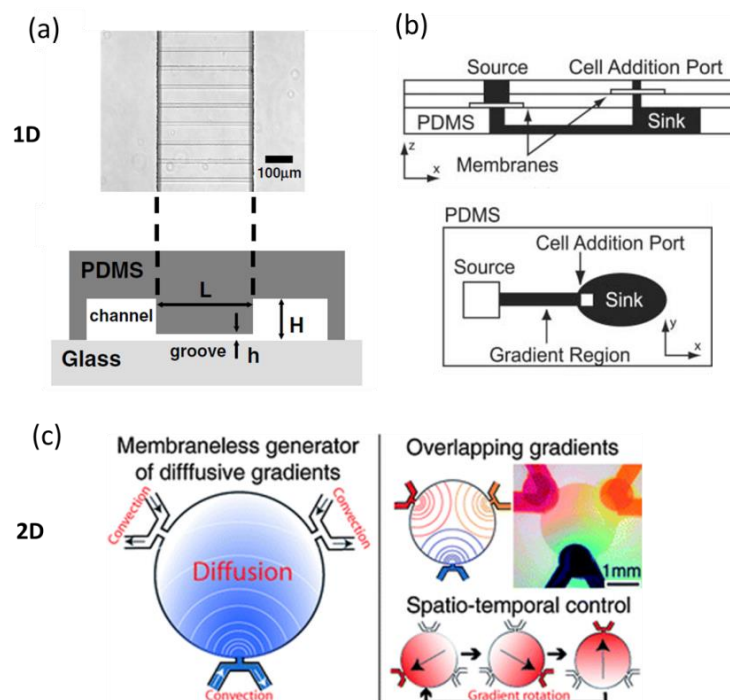 (a)
1D
100μm
PDMS
L
channel
H
groove
h
Glass
(b)
Source
Cell Addition Port
PDMS
Sink
Membranes
z
x
PDMS
Cell Addition Port
Source
Sink
Gradient Region
y
x
(c)
2D
Membraneless generator
of difffusive gradients
Convection
Convection
Diffusion
Convection
Overlapping gradients
1mm
Spatio-temporal control
Gradient rotation